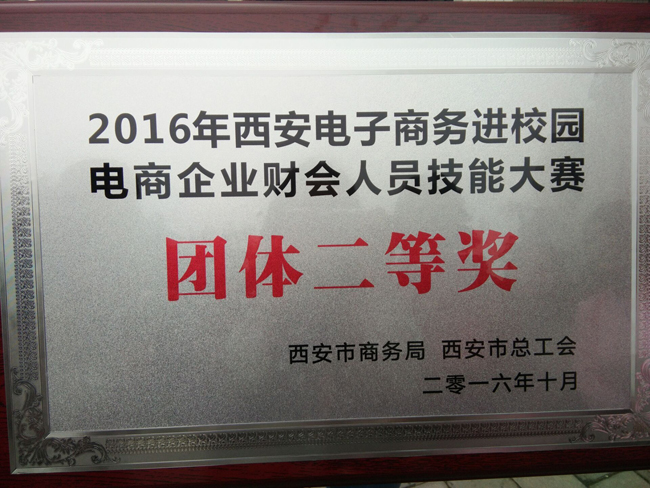 2016年西安电子商务进校园
电商企业财会人员技能大赛
团体二等奖
西安市商务局 西安市总工会
二零一六年十月